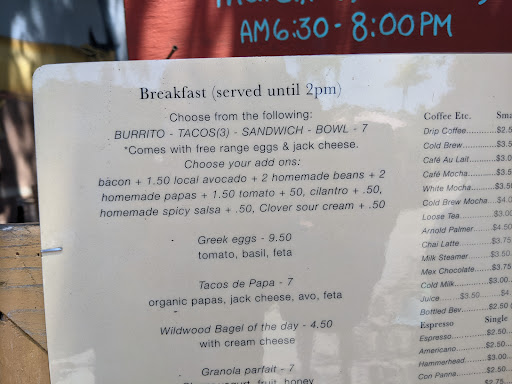 AM6:30 - 8:00PM
Breakfast (served until 2pm)
Choose from the following:
BURRITO - TACOS(3) - SANDWICH - BOWL - 7
*Comes with free range eggs & jack cheese.
Choose your add ons:
bacon + 1.50 local avocado + 2 homemade beans + 2
homemade papas + 1.50 tomato + 50, cilantro + .50,
homemade spicy salsa + .50, Clover sour cream + .50
Greek eggs - 9.50
tomato, basil, feta
Tacos de Papa - 7
organic papas, jack cheese, avo, feta
Wildwood Bagel of the day - 4.50
with cream cheese
Granola parfait - 7
yogurt, fruit, honey
Coffee Etc.
Drip Coffee
Cold Brew
Café Au Lait
Café Mocha
White Mocha
Cold Brew Mocha
Loose Tea
Arnold Palmer
Chai Latte
Milk Steamer
Mex Chocolate
Cold Milk
Juice
Bottled Bev
Espresso Single
Espresso
Americano
Hammerhead
Con Panna